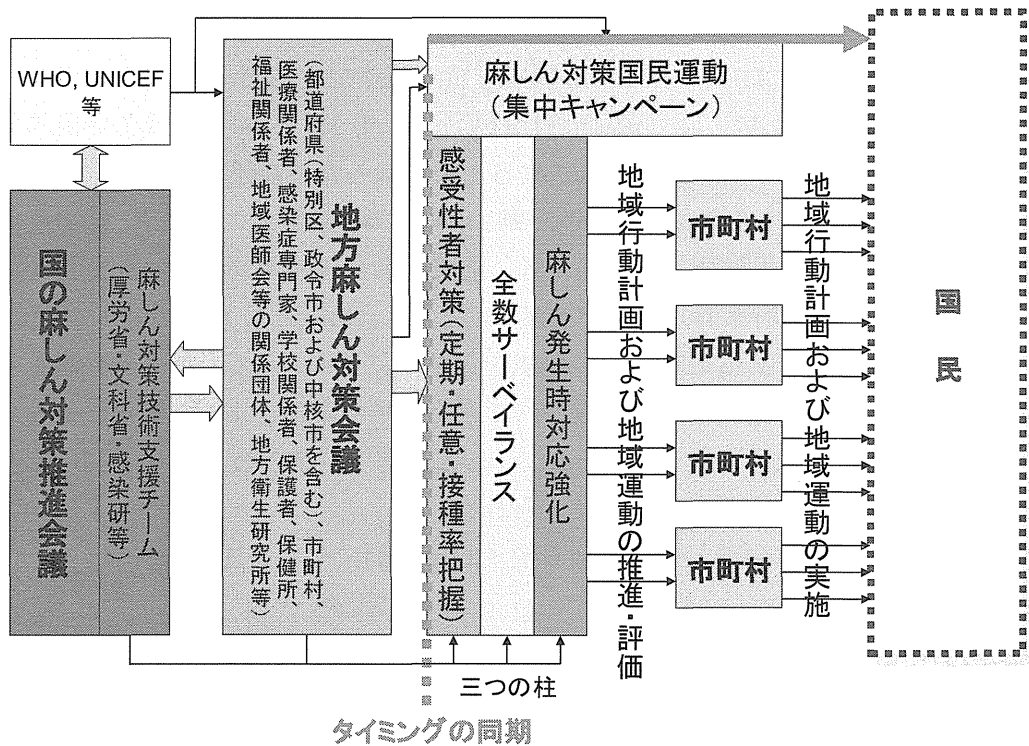 WHO, UNICEF
等
国の麻しん対策推進会議
麻しん対策技術支援チーム
（厚労省・文科省・感染研等）
地方麻しん対策会議
（都道府県（特別区、政令市および中核市を含む）、市町村、
医療関係者、感染症専門家、学校関係者、保護者、保健所、
福祉関係者、地域医師会等の関係団体、地方衛生研究所等）
麻しん対策国民運動
（集中キャンペーン）
感受性者対策（定期・任意・接種率把握）
全数サーベイランス
麻しん発生時対応強化
三つの柱
タイミングの同期
地域行動計画および地域運動の推進・評価
市町村
市町村
市町村
市町村
地域行動計画および地域運動の実施
国民